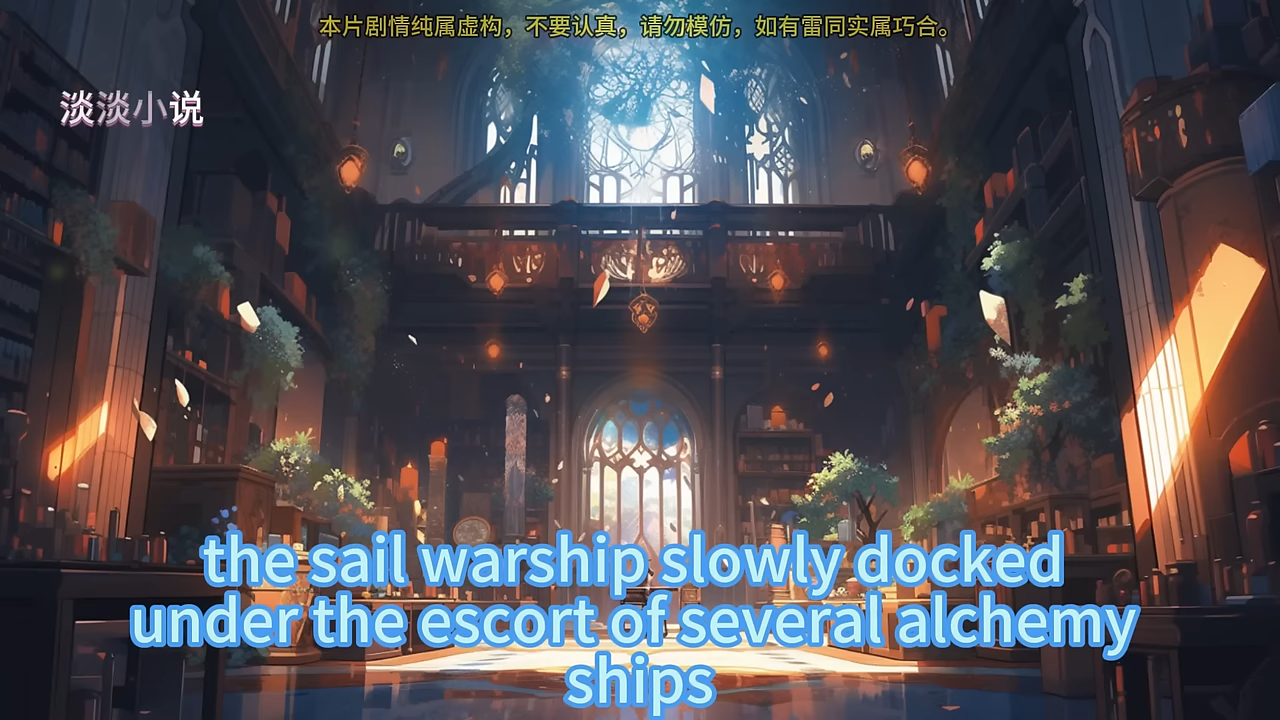 本片剧情纯属虚构，不要认真，请勿模仿，如有雷同实属巧合。
淡淡小说
the sail warship slowly docked
under the escort of several alchemy
ships